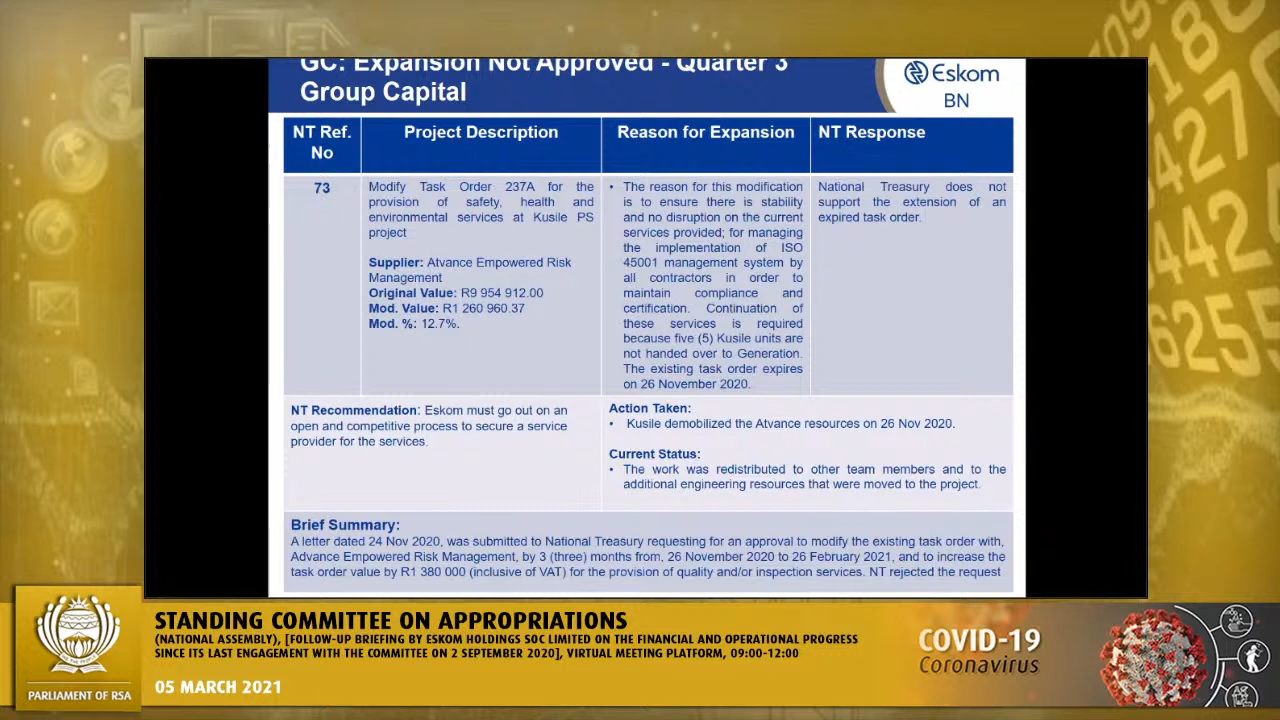 GC: Expansion Not Approved - Quarter 3
Group Capital
Eskom
BN
NT Ref. No
Project Description
Reason for Expansion
NT Response
73
Modify Task Order 237A for the
provision of safety, health and
environmental services at Kusile PS
project
Supplier: Atvance Empowered Risk
Management
Original Value: R9 954 912.00
Mod. Value: R1 260 960.37
Mod. %: 12.7%.
• The reason for this modification
is to ensure there is stability
and no disruption on the current
services provided; for managing
the implementation of ISO
45001 management system by
all contractors in order to
maintain compliance and
certification. Continuation of
these services is required
because five (5) Kusile units are
not handed over to Generation.
The existing task order expires
on 26 November 2020.
National Treasury does not
support the extension of an
expired task order.
NT Recommendation: Eskom must go out on an
open and competitive process to secure a service
provider for the services.
Action Taken:
• Kusile demobilized the Atvance resources on 26 Nov 2020.
Current Status:
• The work was redistributed to other team members and to the
additional engineering resources that were moved to the project.
Brief Summary:
A letter dated 24 Nov 2020, was submitted to National Treasury requesting for an approval to modify the existing task order with,
Advance Empowered Risk Management, by 3 (three) months from, 26 November 2020 to 26 February 2021, and to increase the
task order value by R1 380 000 (inclusive of VAT) for the provision of quality and/or inspection services. NT rejected the request
STANDING COMMITTEE ON APPROPRIATIONS
(NATIONAL ASSEMBLY), [FOLLOW-UP BRIEFING BY ESKOM HOLDINGS SOC LIMITED ON THE FINANCIAL AND OPERATIONAL PROGRESS
SINCE ITS LAST ENGAGEMENT WITH THE COMMITTEE ON 2 SEPTEMBER 2020], VIRTUAL MEETING PLATFORM, 09:00-12:00
05 MARCH 2021
PARLIAMENT OF RSA
COVID-19
Coronavirus